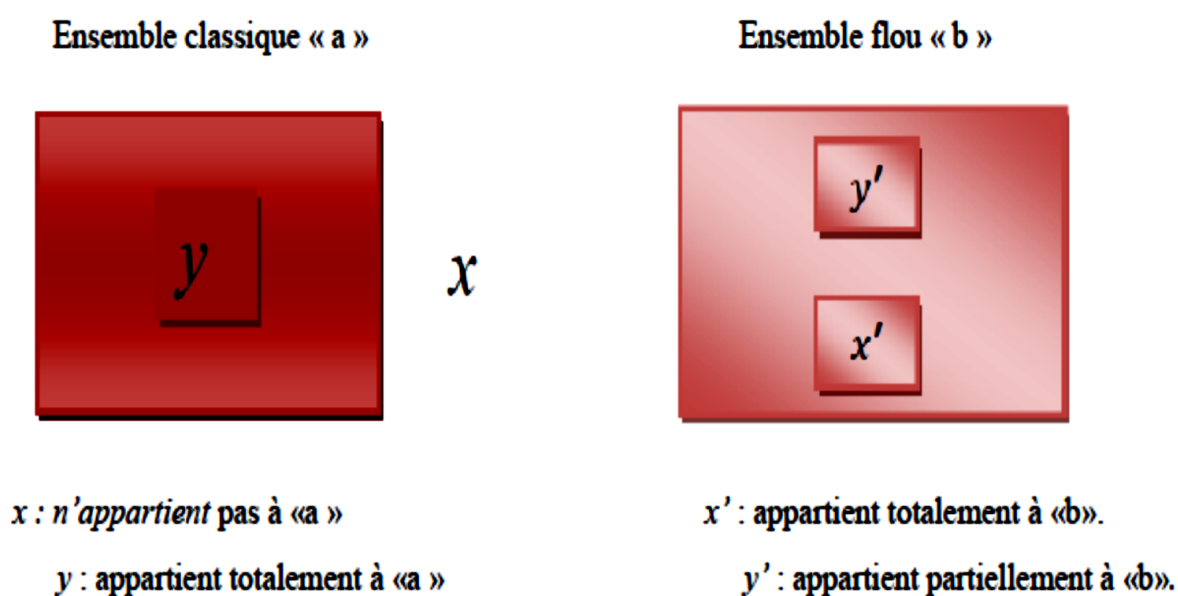 Ensemble classique « a »
Ensemble flou « b »
y
x
y'
x'
x : n'appartient pas à «a »
y : appartient totalement à «a »
x' : appartient totalement à «b».
y' : appartient partiellement à «b».